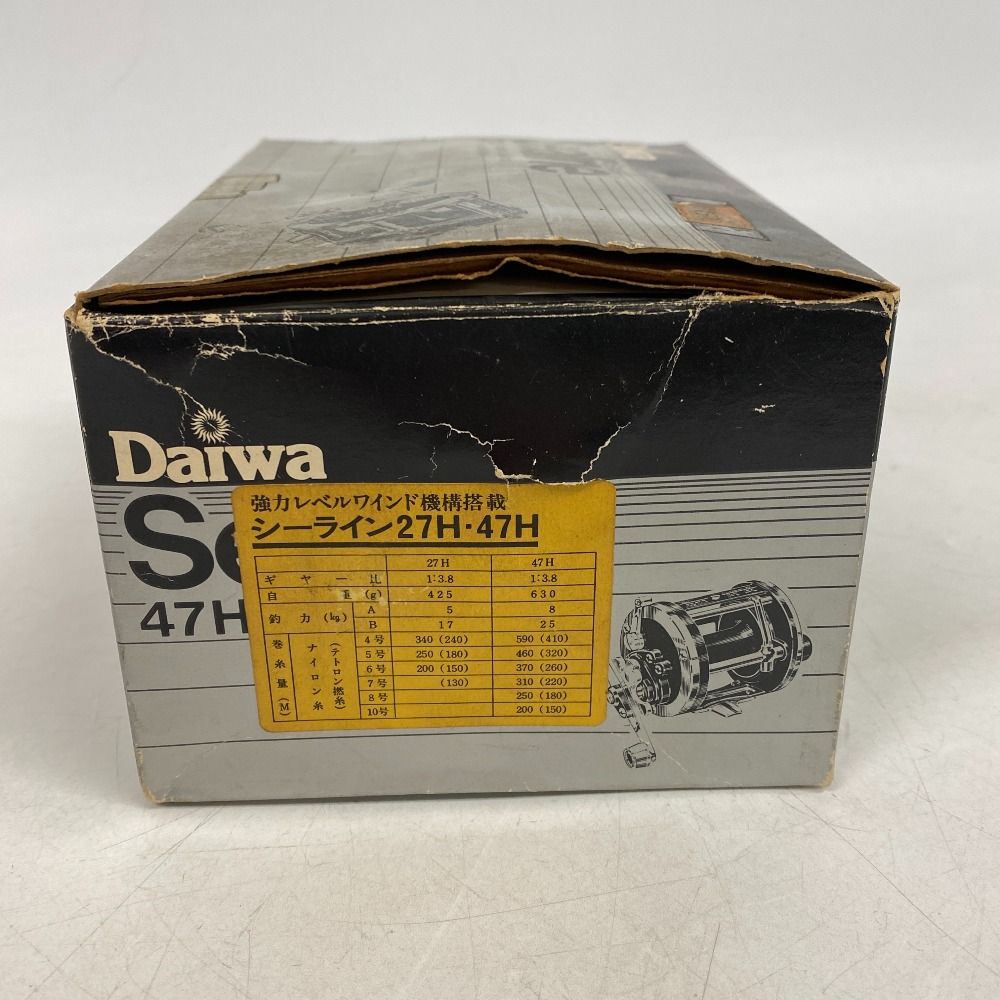 Daiwa
Se
47H
強力レベルワインド機構搭載
シーライン27H・47H
27H 47H
ギヤー比 1:3.8 1:3.8
自重(g) 425 630
釣力(kg) A 5 8
B 17 25
巻糸量(M) ナイロン糸 (テトロン撚糸)
4号 340(240) 590(410)
5号 250(180) 460(320)
6号 200(150) 370(260)
7号 (130) 310(220)
8号 250(180)
10号 200(150)